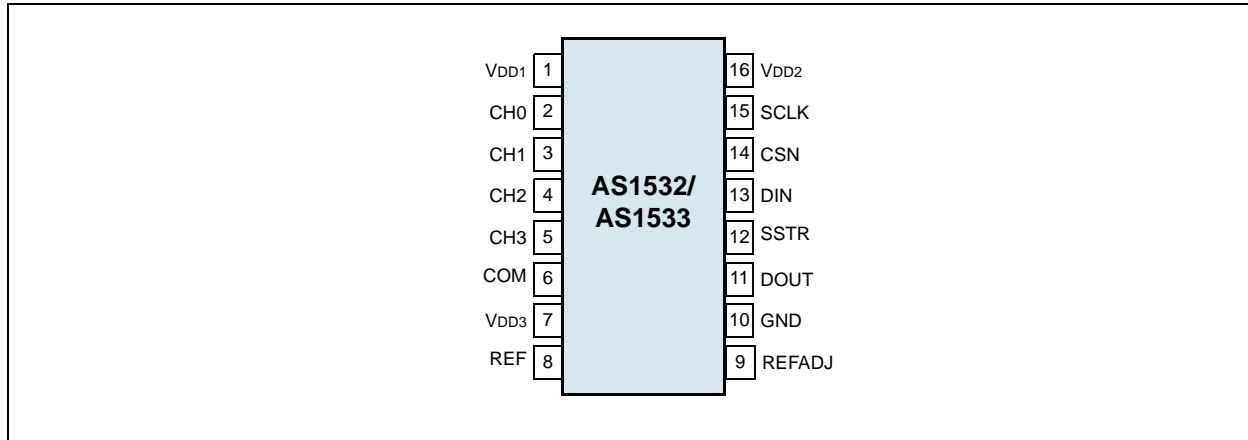 VDD1 1 16 VDD2
CH0 2 15 SCLK
CH1 3 14 CSN
CH2 4 AS1532/ 13 DIN
AS1533
CH3 5 12 SSTR
COM 6 11 DOUT
VDD3 7 10 GND
REF 8 9 REFADJ